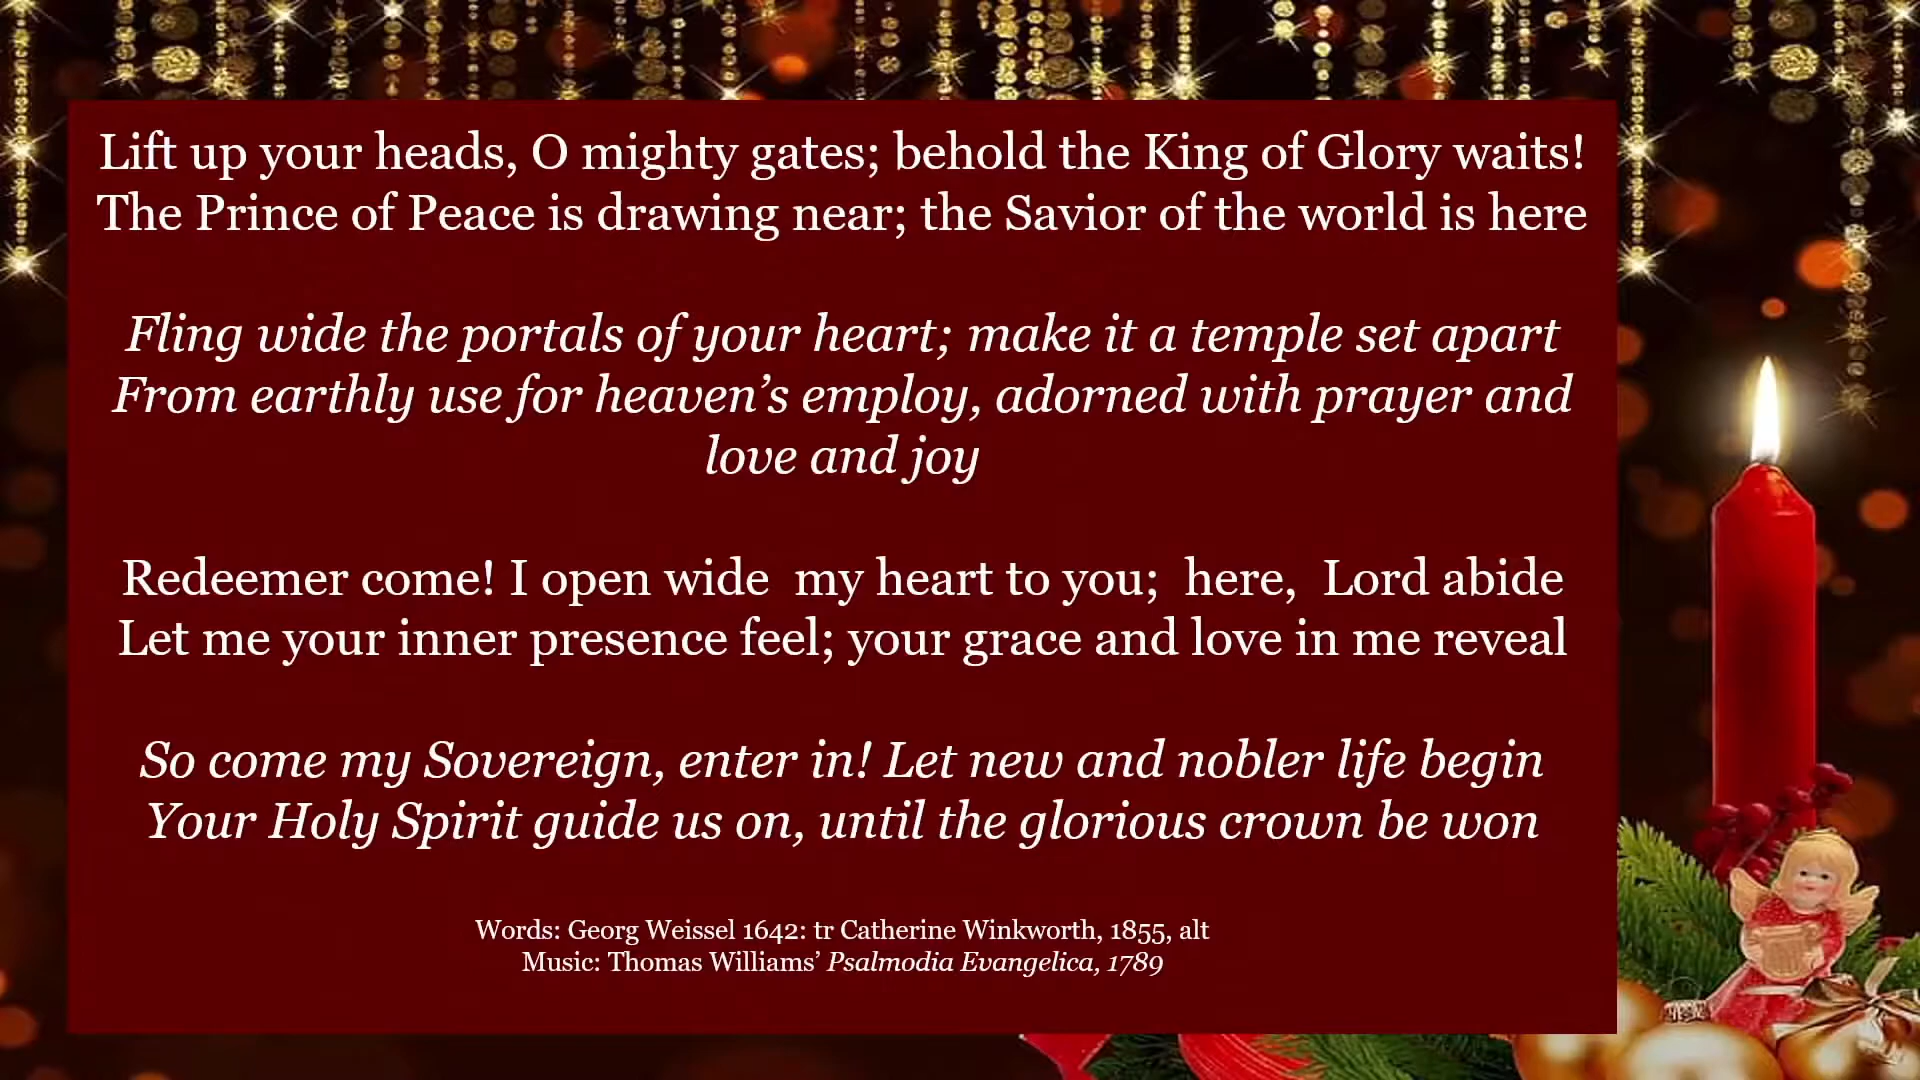 Lift up your heads, O mighty gates; behold the King of Glory waits!
The Prince of Peace is drawing near; the Savior of the world is here
Fling wide the portals of your heart; make it a temple set apart
From earthly use for heaven’s employ, adorned with prayer and
love and joy
Redeemer come! I open wide  my heart to you;  here,  Lord abide
Let me your inner presence feel; your grace and love in me reveal
So come my Sovereign, enter in! Let new and nobler life begin
Your Holy Spirit guide us on, until the glorious crown be won
Words: Georg Weissel 1642: tr Catherine Winkworth, 1855, alt
Music: Thomas Williams’ Psalmodia Evangelica, 1789